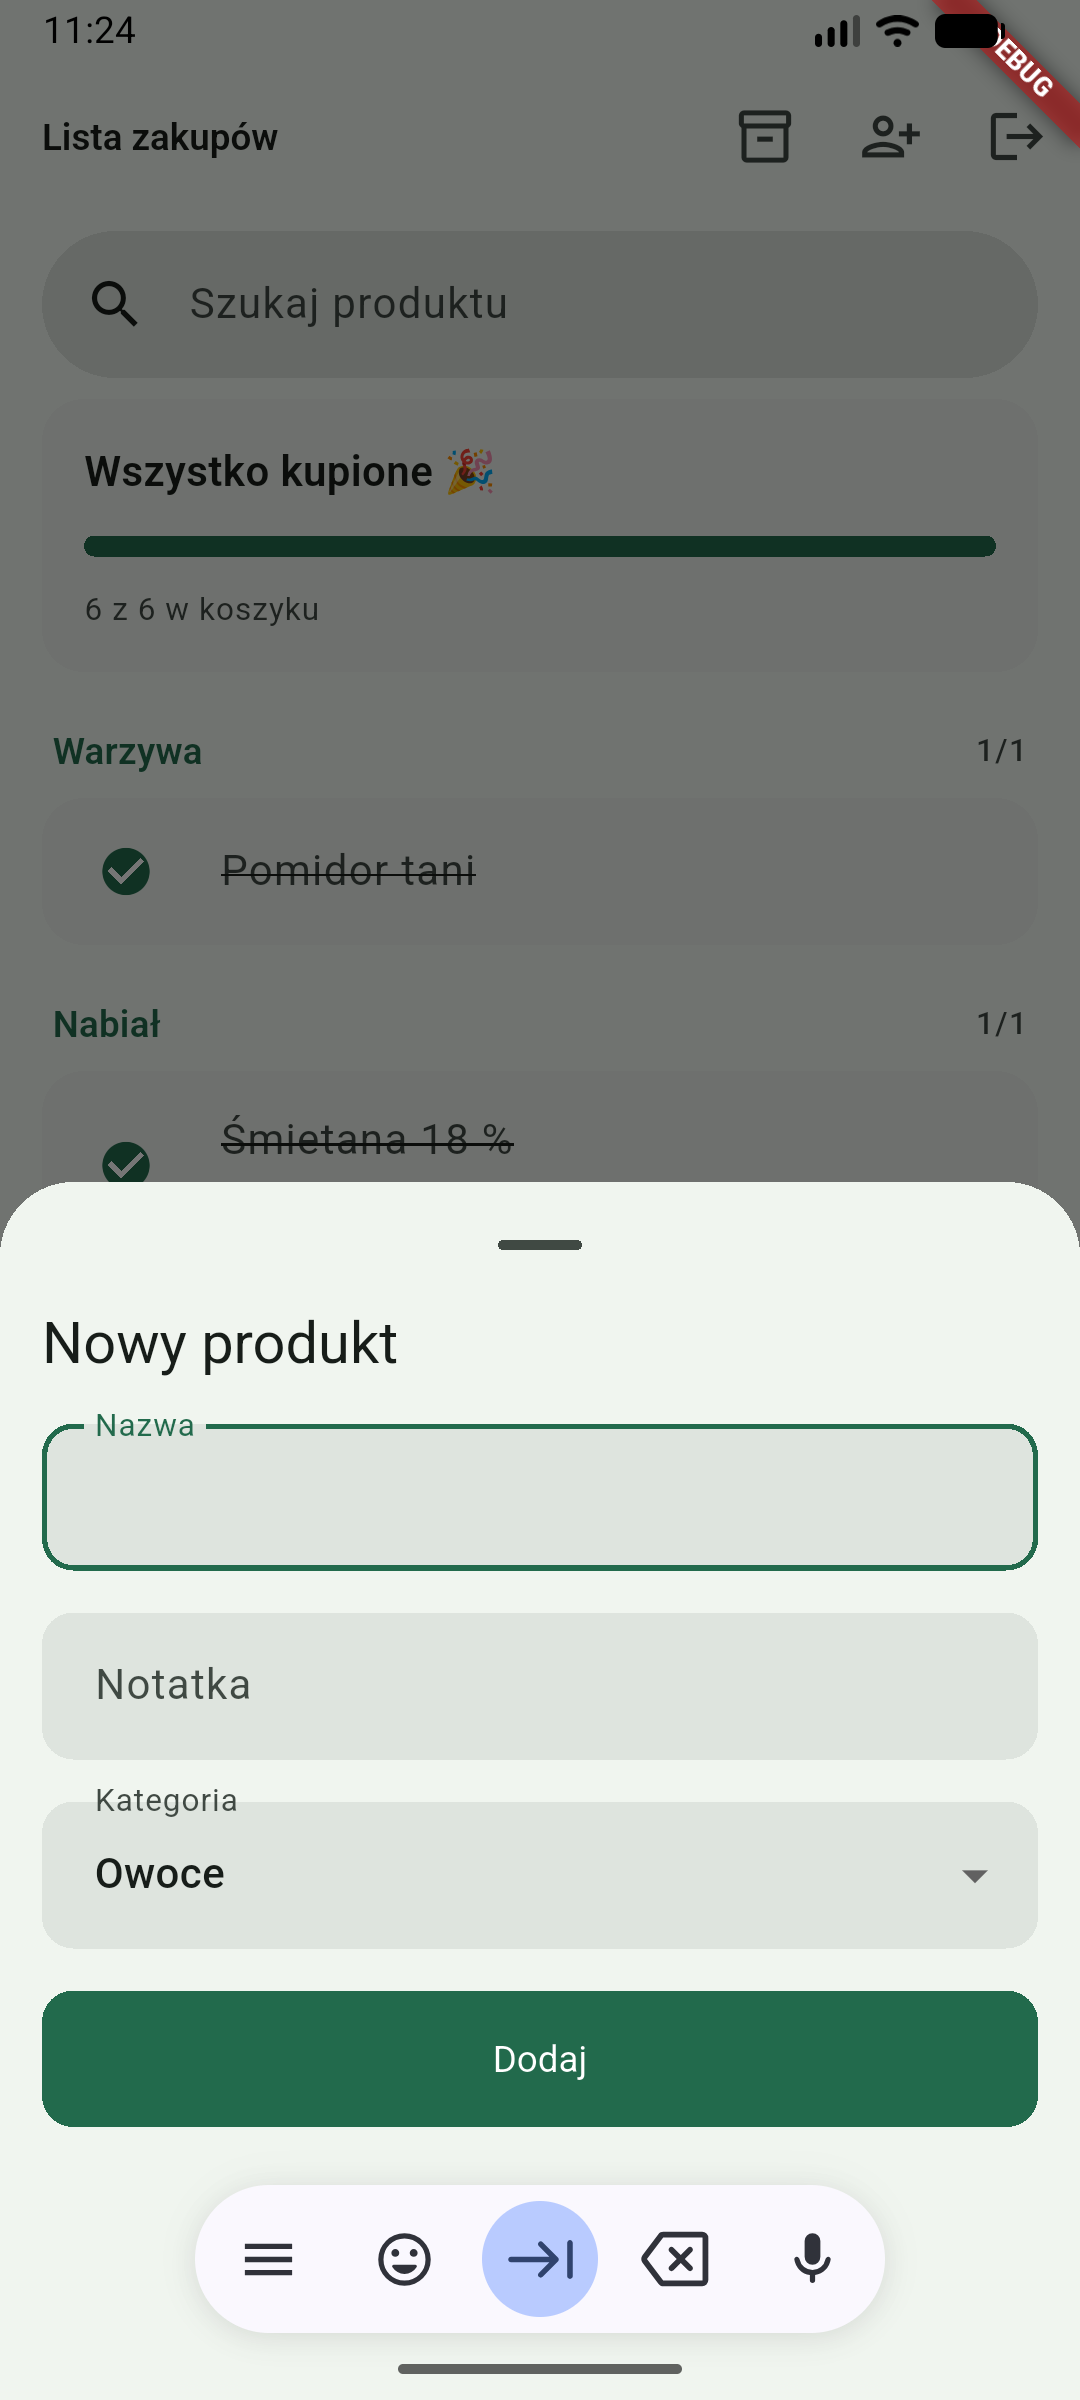 11:24
EBUG
Lista zakupów
Szukaj produktu
Wszystko kupione 🎉
6 z 6 w koszyku
Warzywa 1/1
Pomidor tani
Nabiał 1/1
Śmietana 18 %
Nowy produkt
Nazwa
Notatka
Kategoria
Owoce
Dodaj